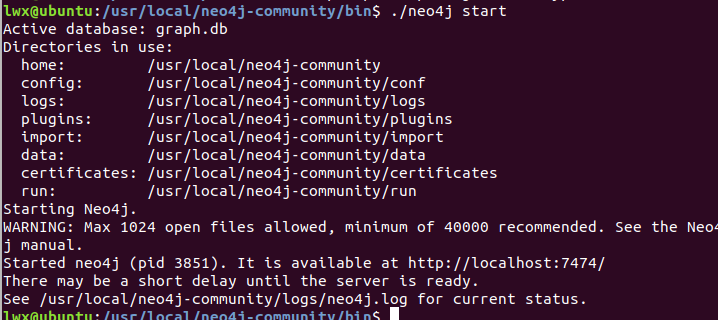 lwx@ubuntu:/usr/local/neo4j-community/bin$ ./neo4j start
Active database: graph.db
Directories in use:
  home:         /usr/local/neo4j-community
  config:       /usr/local/neo4j-community/conf
  logs:         /usr/local/neo4j-community/logs
  plugins:      /usr/local/neo4j-community/plugins
  import:       /usr/local/neo4j-community/import
  data:         /usr/local/neo4j-community/data
  certificates: /usr/local/neo4j-community/certificates
  run:          /usr/local/neo4j-community/run
Starting Neo4j.
WARNING: Max 1024 open files allowed, minimum of 40000 recommended. See the Neo4
j manual.
Started neo4j (pid 3851). It is available at http://localhost:7474/
There may be a short delay until the server is ready.
See /usr/local/neo4j-community/logs/neo4j.log for current status.
lwx@ubuntu:/usr/local/neo4j-community/bin$